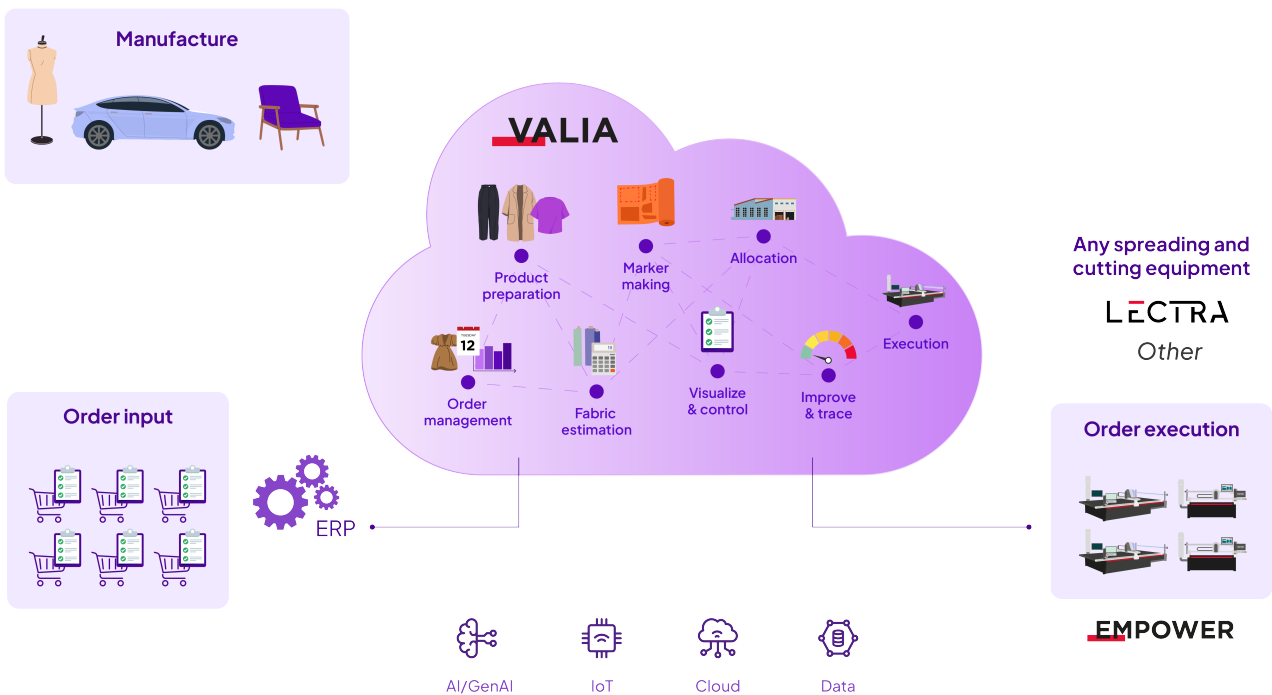 Manufacture
VALIA
Product
preparation
Marker
making
Allocation
Execution
TUESDAY
12
Order
management
Fabric
estimation
Visualize
& control
Improve
& trace
Any spreading and
cutting equipment
LECTRA
Other
Order input
ERP
Order execution
EMPOWER
AI/GenAI
IoT
Cloud
Data